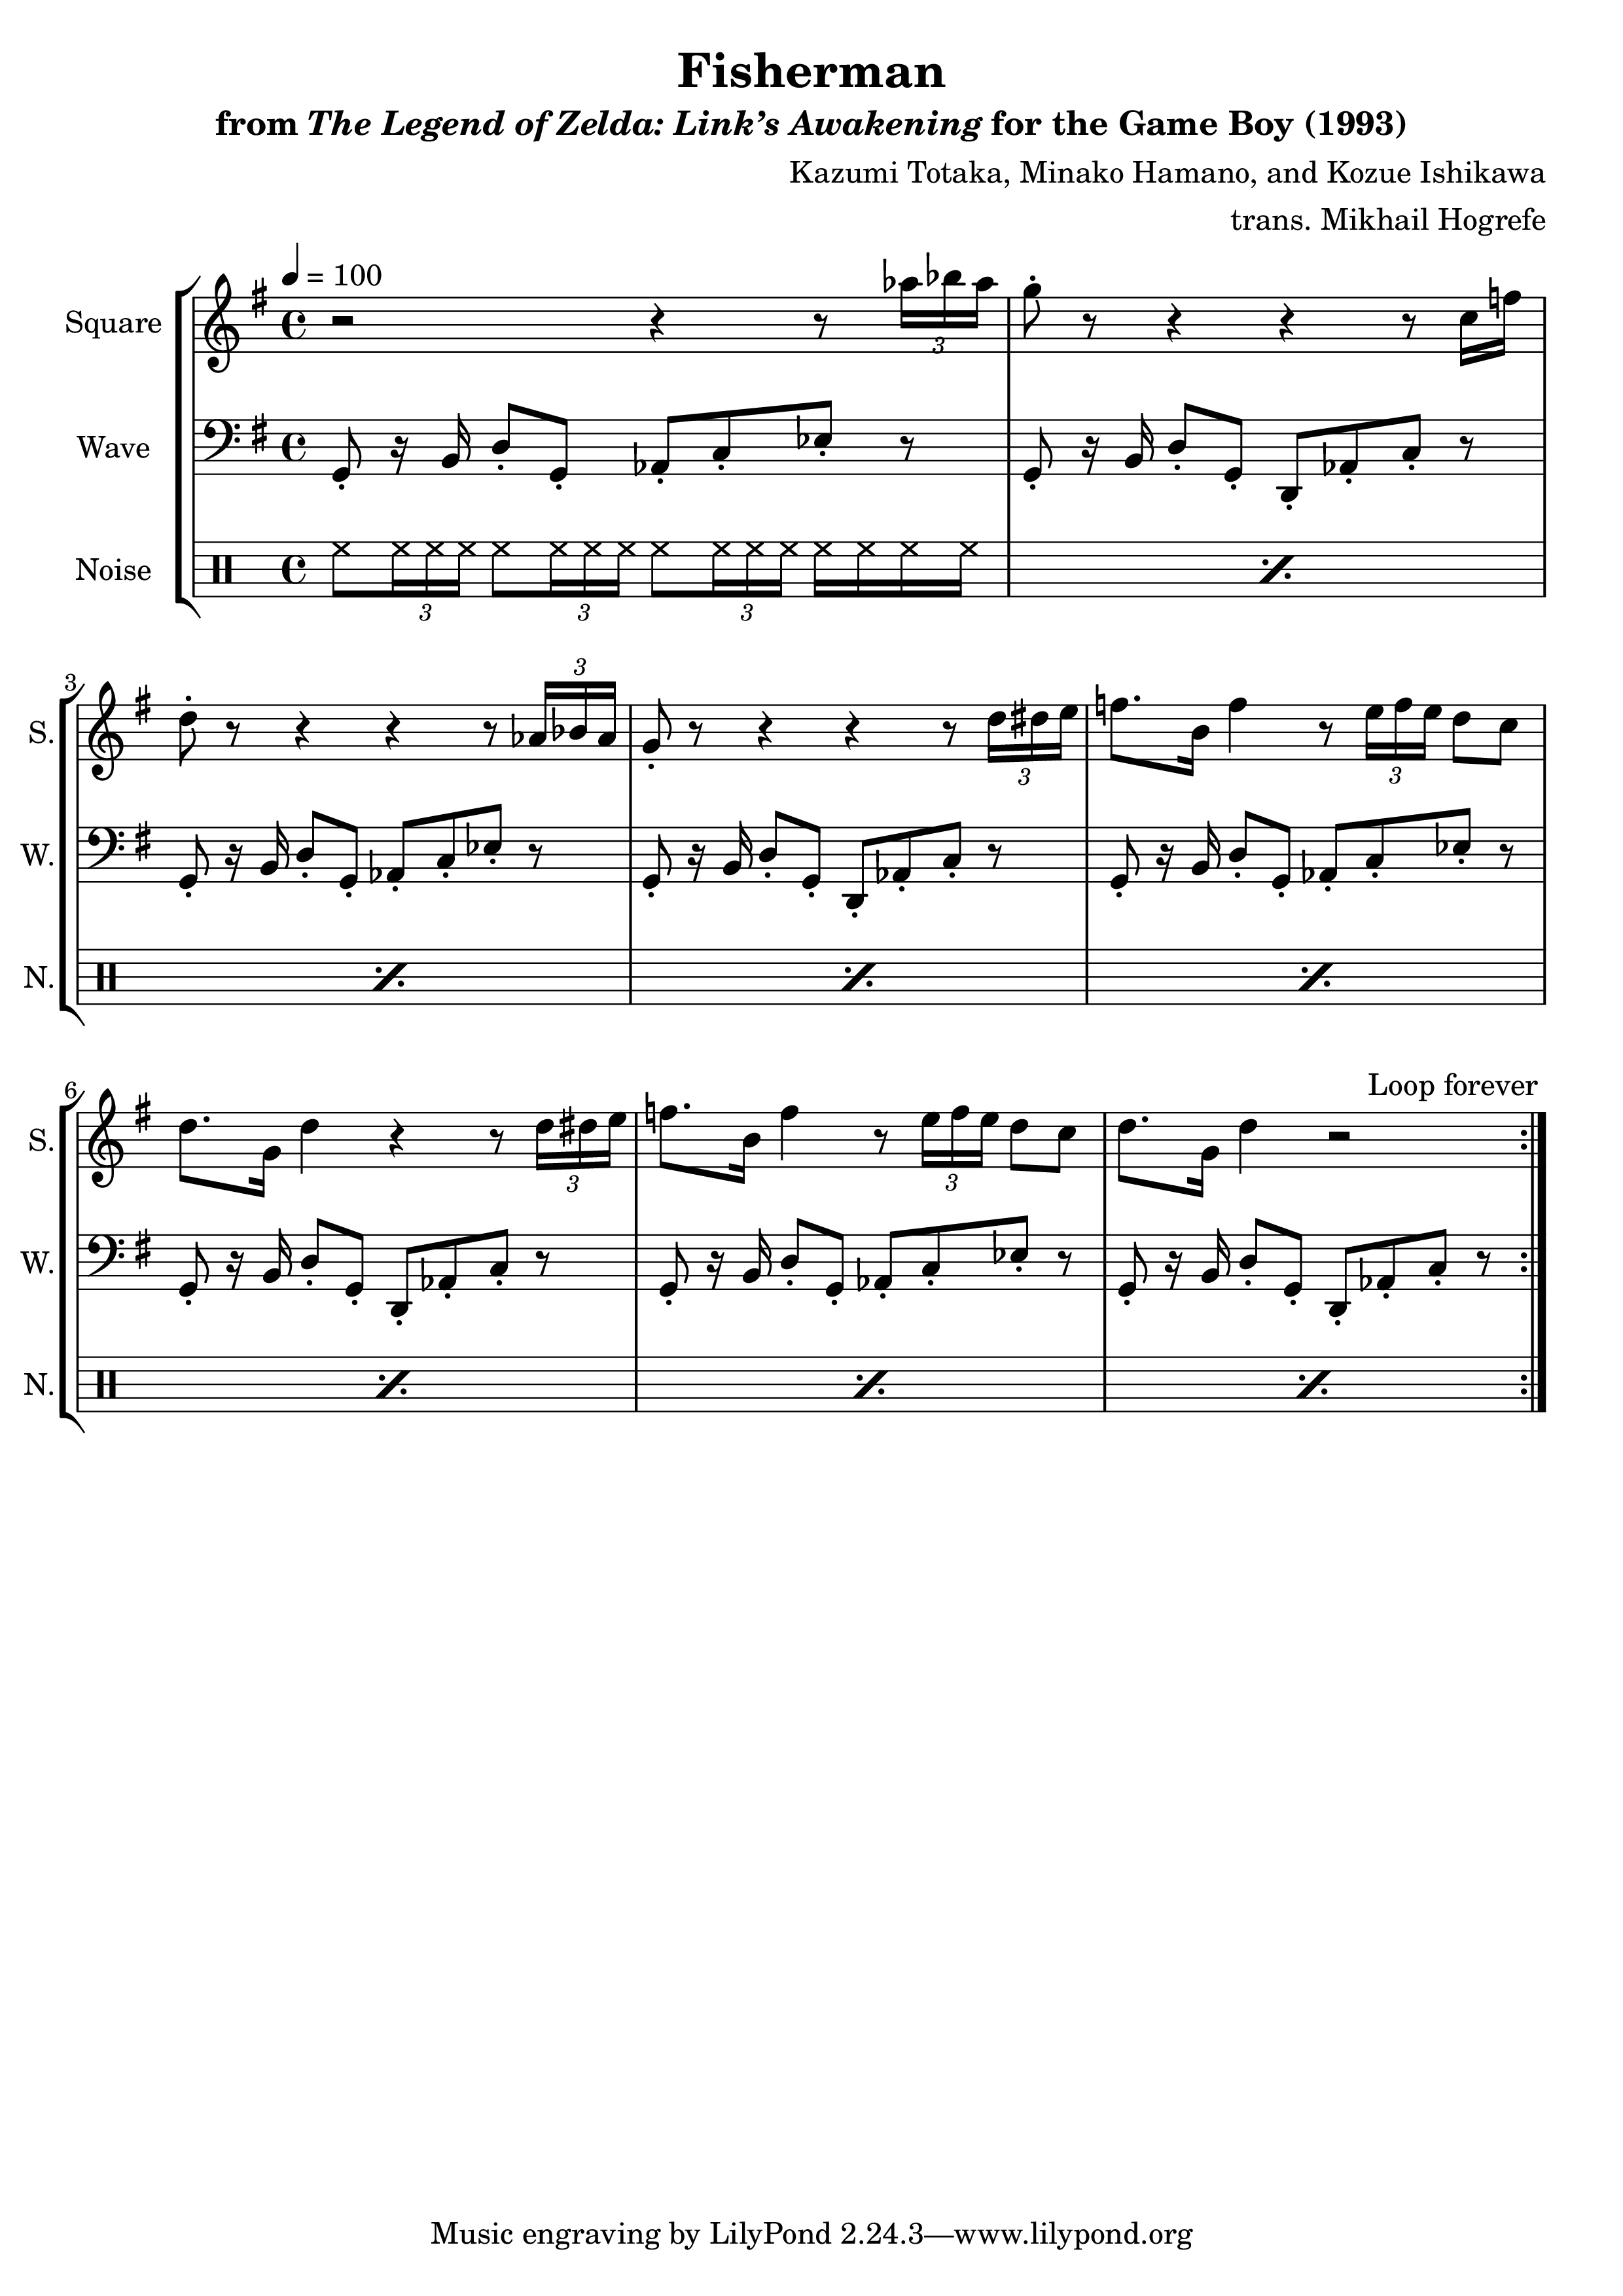 Fisherman
from The Legend of Zelda: Link’s Awakening for the Game Boy (1993)
Kazumi Totaka, Minako Hamano, and Kozue Ishikawa
trans. Mikhail Hogrefe
= 100
Square
3
Wave
Noise
3 3 3
3
3
S.
3
3
W.
N.
6
Loop forever
S.
3
3
W.
N.
Music engraving by LilyPond 2.24.3—www.lilypond.org